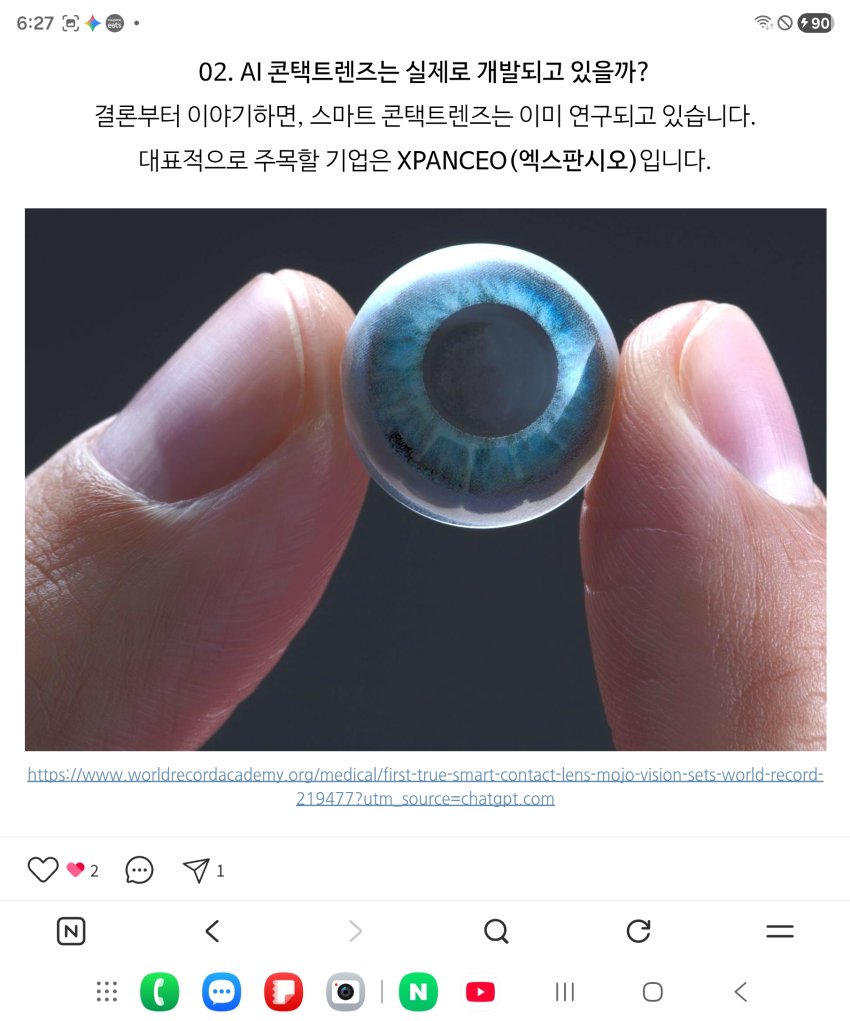 6:27
90
02. AI 콘택트렌즈는 실제로 개발되고 있을까?
결론부터 이야기하면, 스마트 콘택트렌즈는 이미 연구되고 있습니다.
대표적으로 주목할 기업은 XPANCEO(엑스판시오)입니다.
https://www.worldrecordacademy.org/medical/first-true-smart-contact-lens-mojo-vision-sets-world-record-
219477?utm_source=chatgpt.com
2
1
N
N